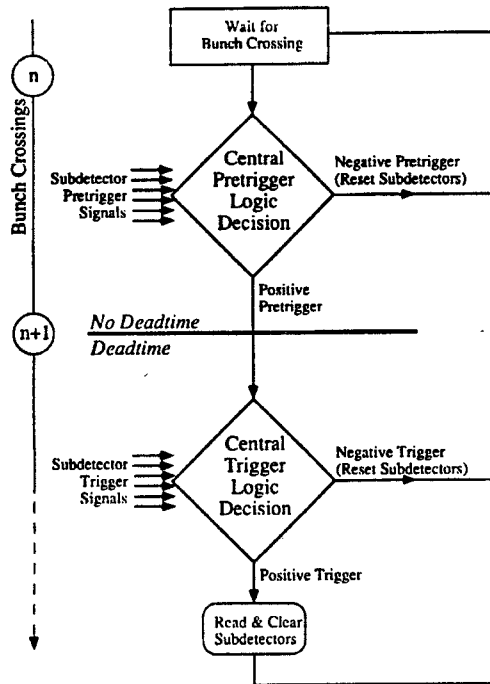 Wait for
Bunch Crossing
n
Bunch Crossings
Central
Pretrigger
Logic
Decision
Subdetector
Pretrigger
Signals
Negative Pretrigger
(Reset Subdetectors)
Positive
Pretrigger
n+1
No Deadtime
Deadtime
Central
Trigger
Logic
Decision
Subdetector
Trigger
Signals
Negative Trigger
(Reset Subdetectors)
Positive Trigger
Read & Clear
Subdetectors